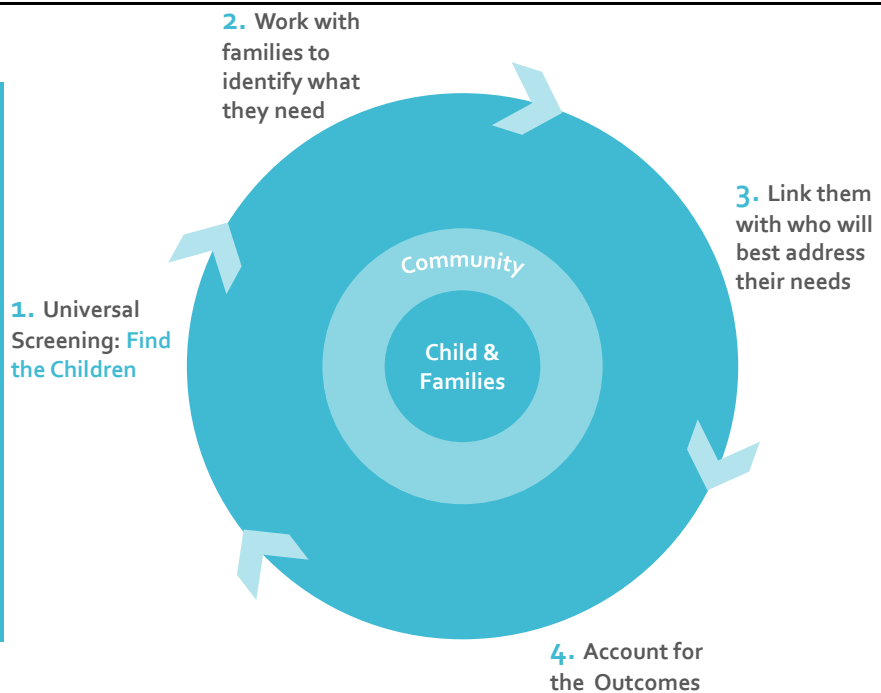 2. Work with
families to
identify what
they need
3. Link them
with who will
best address
their needs
Community
Child &
Families
1. Universal
Screening: Find
the Children
4. Account for
the Outcomes